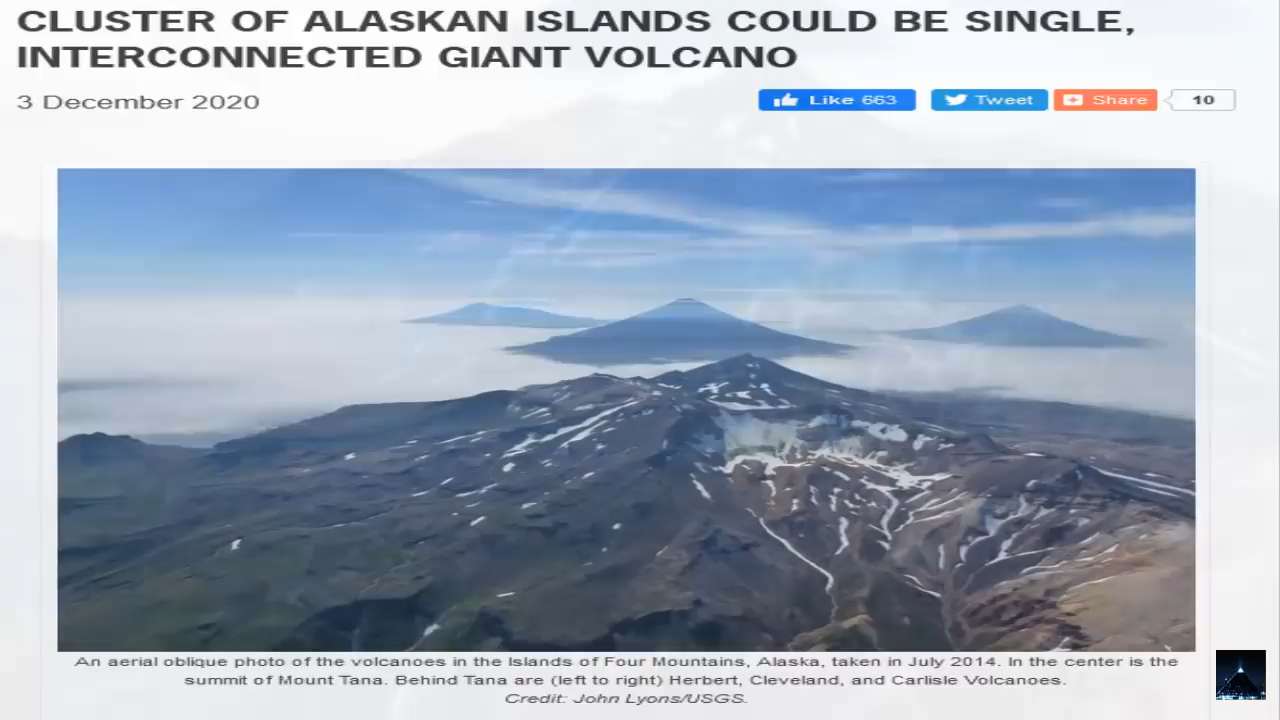 CLUSTER OF ALASKAN ISLANDS COULD BE SINGLE,
INTERCONNECTED GIANT VOLCANO
3 December 2020
Like 663
Tweet
Share
10
An aerial oblique photo of the volcanoes in the Islands of Four Mountains, Alaska, taken in July 2014. In the center is the
summit of Mount Tana. Behind Tana are (left to right) Herbert, Cleveland, and Carlisle Volcanoes.
Credit: John Lyons/USGS.